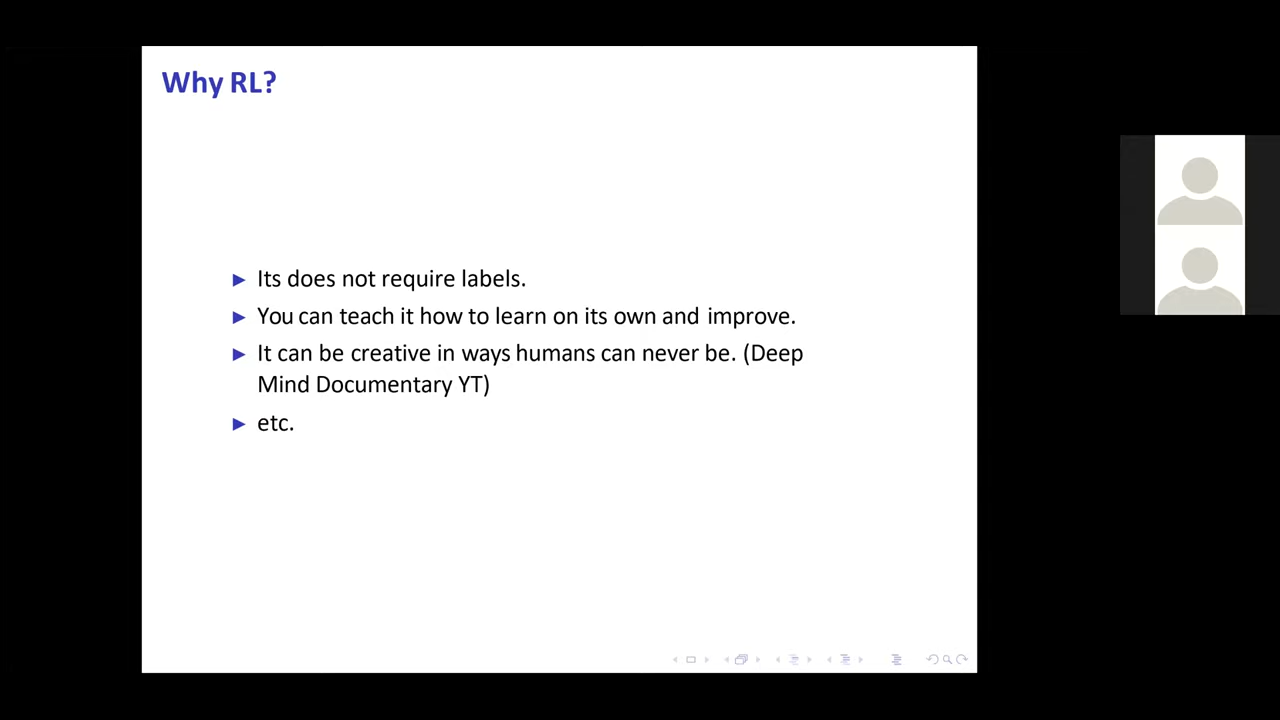 Why RL?
Its does not require labels.
You can teach it how to learn on its own and improve.
It can be creative in ways humans can never be. (Deep
Mind Documentary YT)
etc.